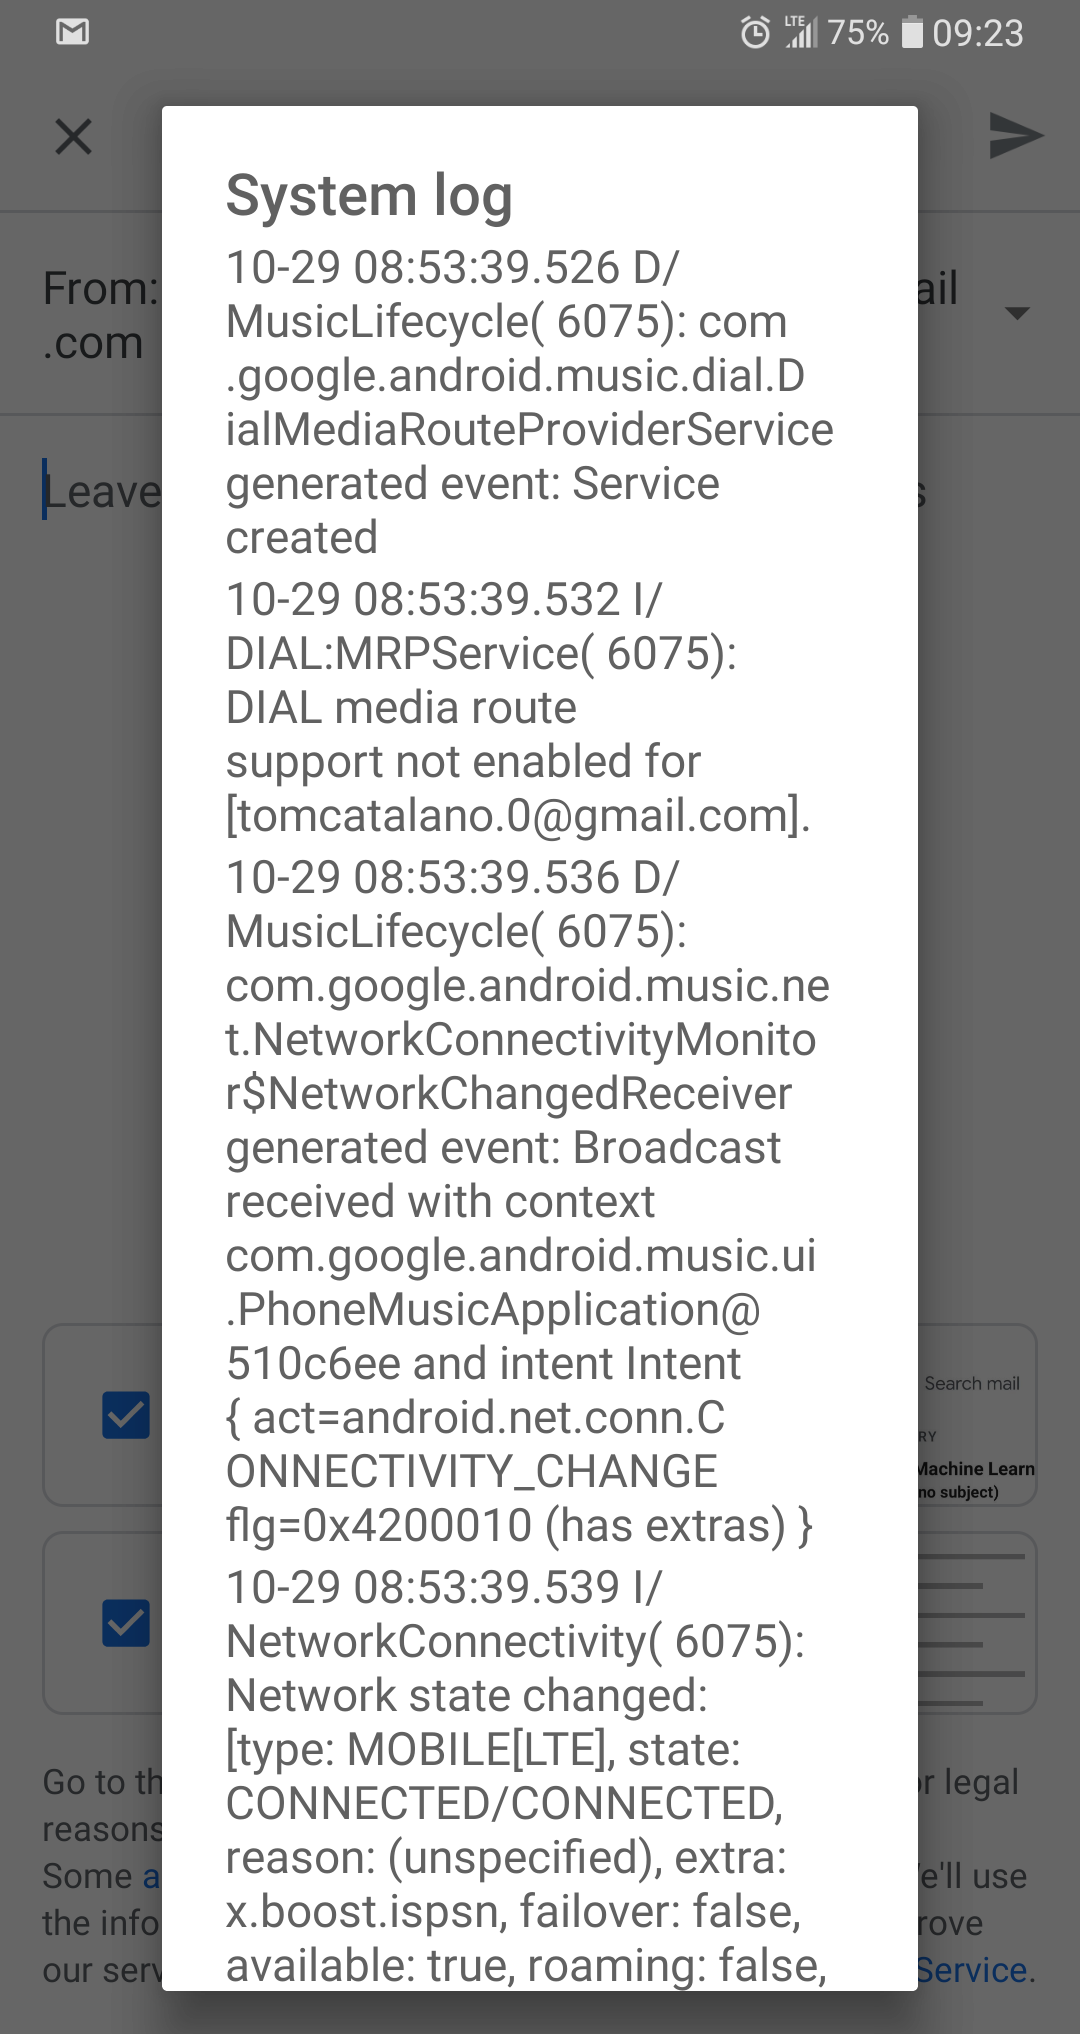 LTE 75% 09:23
System log
10-29 08:53:39.526 D/
MusicLifecycle( 6075): com
.google.android.music.dial.D
ialMediaRouteProviderService
generated event: Service
created
10-29 08:53:39.532 I/
DIAL:MRPService( 6075):
DIAL media route
support not enabled for
[tomcatalano.0@gmail.com].
10-29 08:53:39.536 D/
MusicLifecycle( 6075):
com.google.android.music.ne
t.NetworkConnectivityMonito
r$NetworkChangedReceiver
generated event: Broadcast
received with context
com.google.android.music.ui
.PhoneMusicApplication@
510c6ee and intent Intent
{ act=android.net.conn.C
ONNECTIVITY_CHANGE
flg=0x4200010 (has extras) }
10-29 08:53:39.539 I/
NetworkConnectivity( 6075):
Network state changed:
[type: MOBILE[LTE], state:
CONNECTED/CONNECTED,
reason: (unspecified), extra:
x.boost.ispsn, failover: false,
available: true, roaming: false,
From: ail
.com
Leave s
Search mail
RY
Machine Learn
no subject)
Go to th or legal
reasons
Some a e'll use
the info rove
our serv Service.